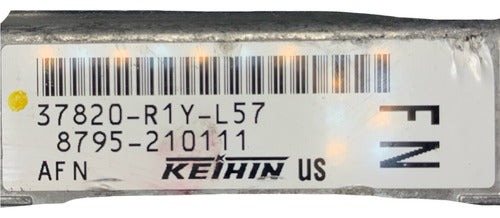 37820-R1Y-L57
8795-210111
AFN KEIHIN US
FN